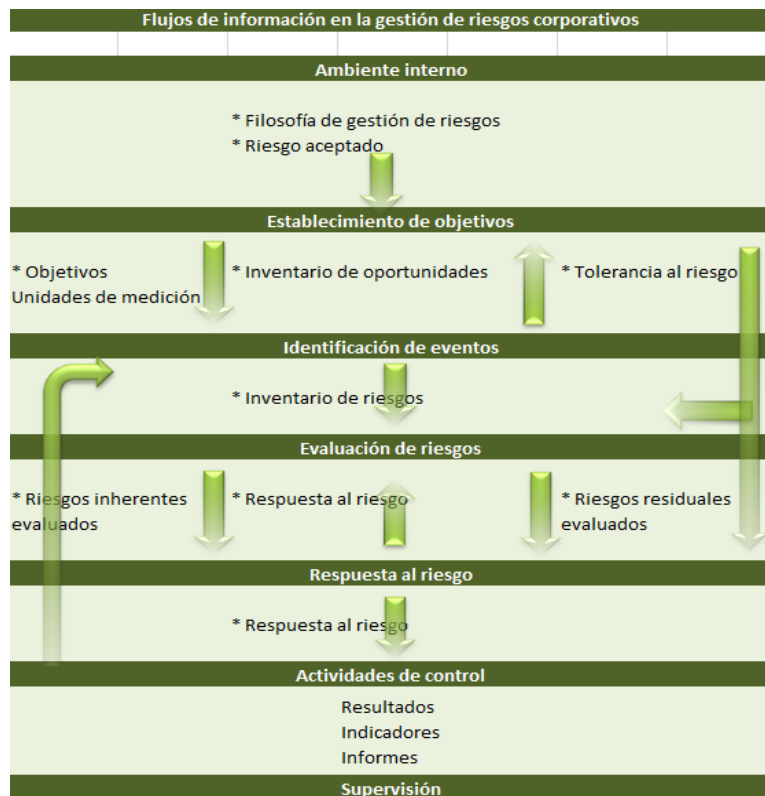 Flujos de información en la gestión de riesgos corporativos
Ambiente interno
* Filosofía de gestión de riesgos
* Riesgo aceptado
Establecimiento de objetivos
* Objetivos
Unidades de medición
* Inventario de oportunidades
* Tolerancia al riesgo
Identificación de eventos
* Inventario de riesgos
Evaluación de riesgos
* Riesgos inherentes
evaluados
* Respuesta al riesgo
* Riesgos residuales
evaluados
Respuesta al riesgo
* Respuesta al riesgo
Actividades de control
Resultados
Indicadores
Informes
Supervisión